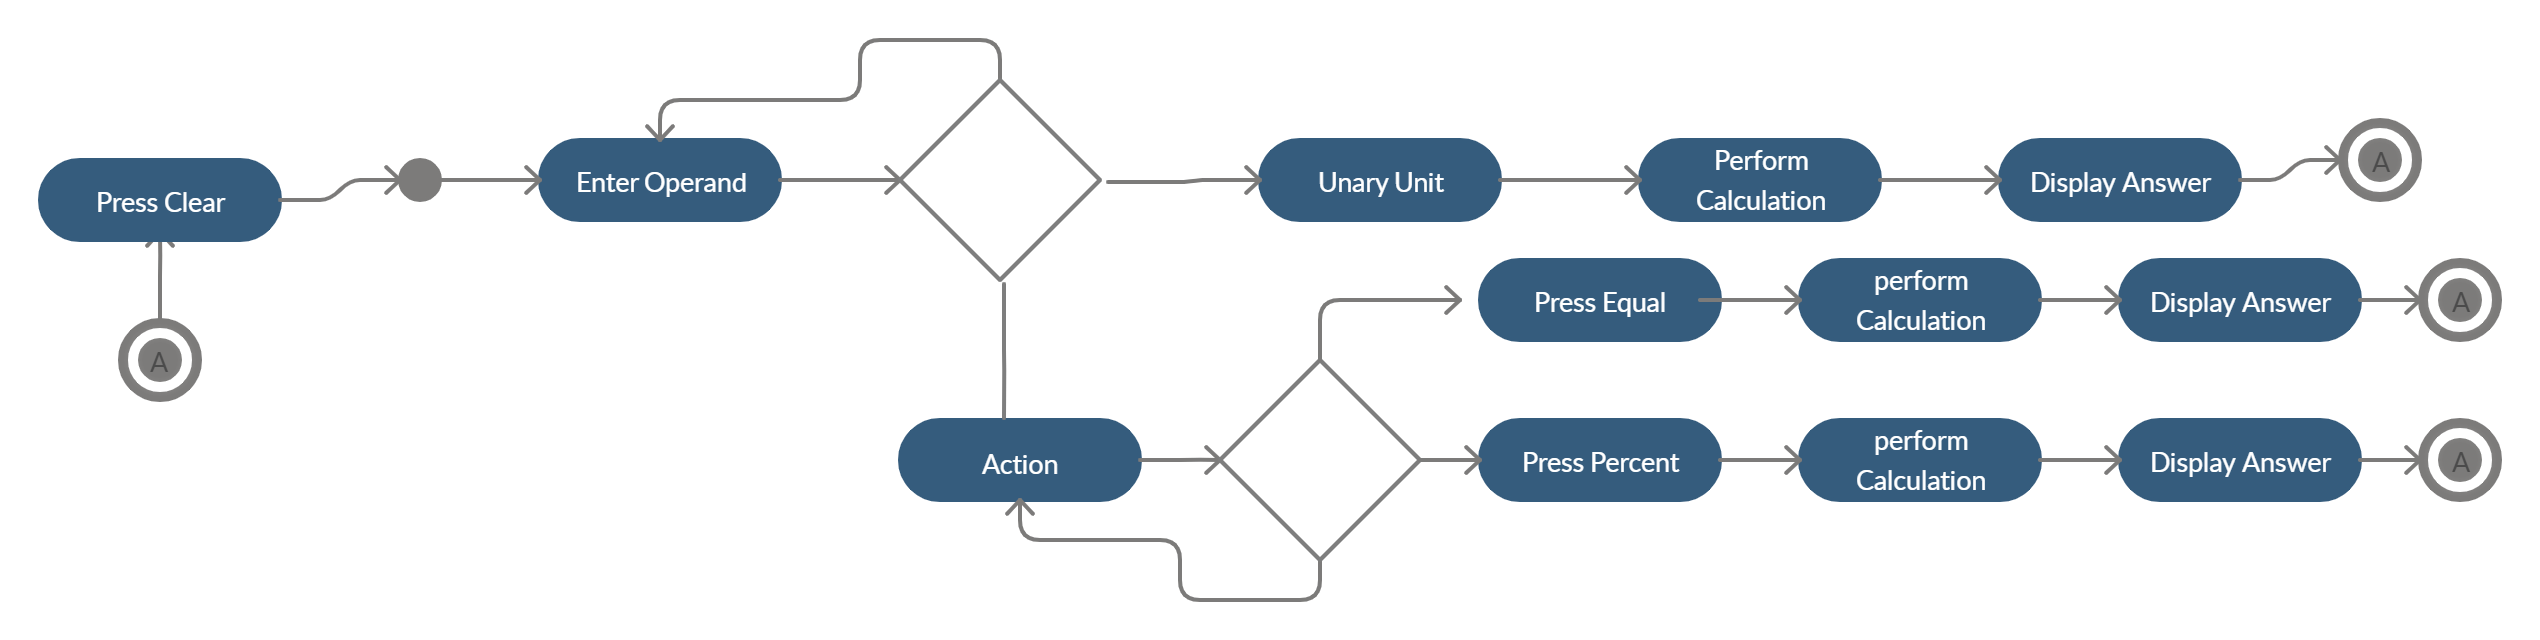 Press Clear
A
Enter Operand
Unary Unit
Perform
Calculation
Display Answer
A
Press Equal
perform
Calculation
Display Answer
A
Action
Press Percent
perform
Calculation
Display Answer
A